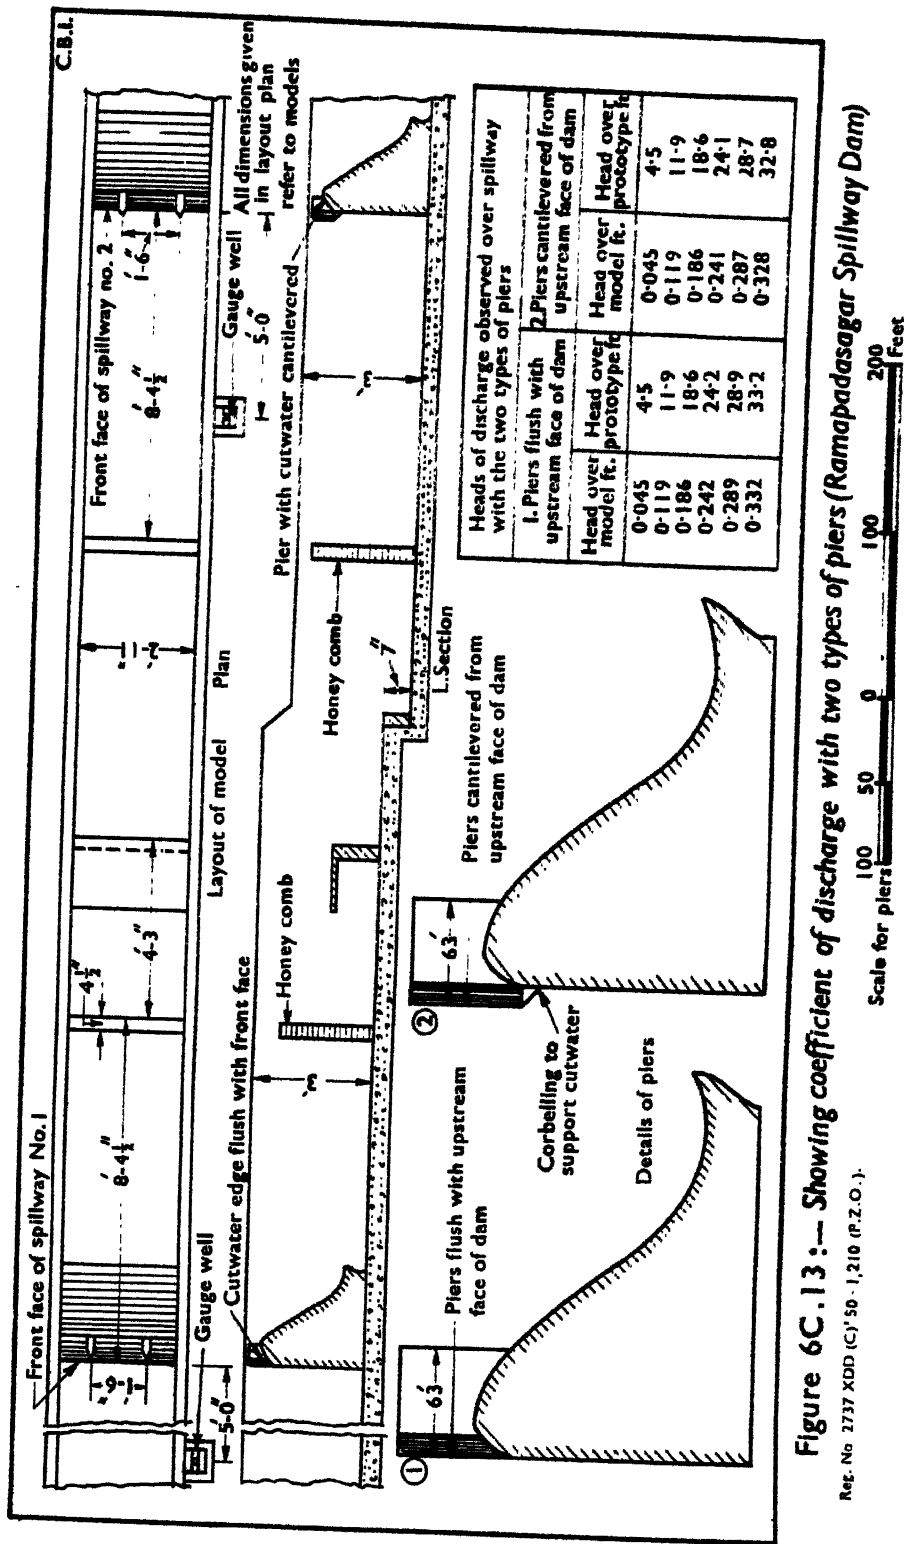 C.B.I.
Front face of spillway No.1
Front face of spillway no. 2
1'-6"
8'-4½"
4½"
4'-3"
2'-11"
8'-4½"
1'-6"
Gauge well
5'-0"
Layout of model Plan
Gauge well
5'-0"
All dimensions given
in layout plan
refer to models
Cutwater edge flush with front face
Pier with cutwater cantilevered
3'
Honey comb
Honey comb
7"
3'
L.Section
1
63'
Piers flush with upstream
face of dam
2
63'
Piers cantilevered from
upstream face of dam
Corbelling to
support cutwater
Details of piers
Heads of discharge observed over spillway
with the two types of piers
1. Piers flush with
upstream face of dam
2.Piers cantilevered from
upstream face of dam
Head over
model ft.
Head over
prototype ft
Head over
model ft.
Head over
prototype ft
0·045 4·5 0·045 4·5
0·119 11·9 0·119 11·9
0·186 18·6 0·186 18·6
0·242 24·2 0·241 24·1
0·289 28·9 0·287 28·7
0·332 33·2 0·328 32·8
Figure 6C.13:— Showing coefficient of discharge with two types of piers (Ramapadasagar Spillway Dam)
Reg. No 2737 XDD (C)'50 - 1,210 (P.Z.O.).
Scale for piers 100 50 0 100 200 Feet